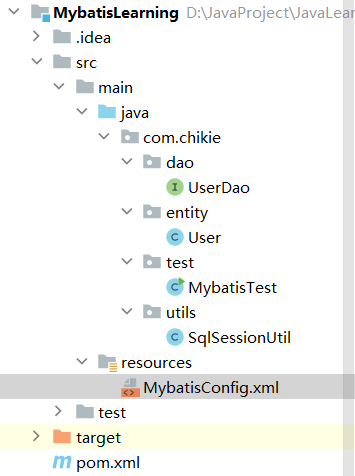 MybatisLearning D:\JavaProject\JavaLear
.idea
src
main
java
com.chikie
dao
UserDao
entity
User
test
MybatisTest
utils
SqlSessionUtil
resources
MybatisConfig.xml
test
target
pom.xml